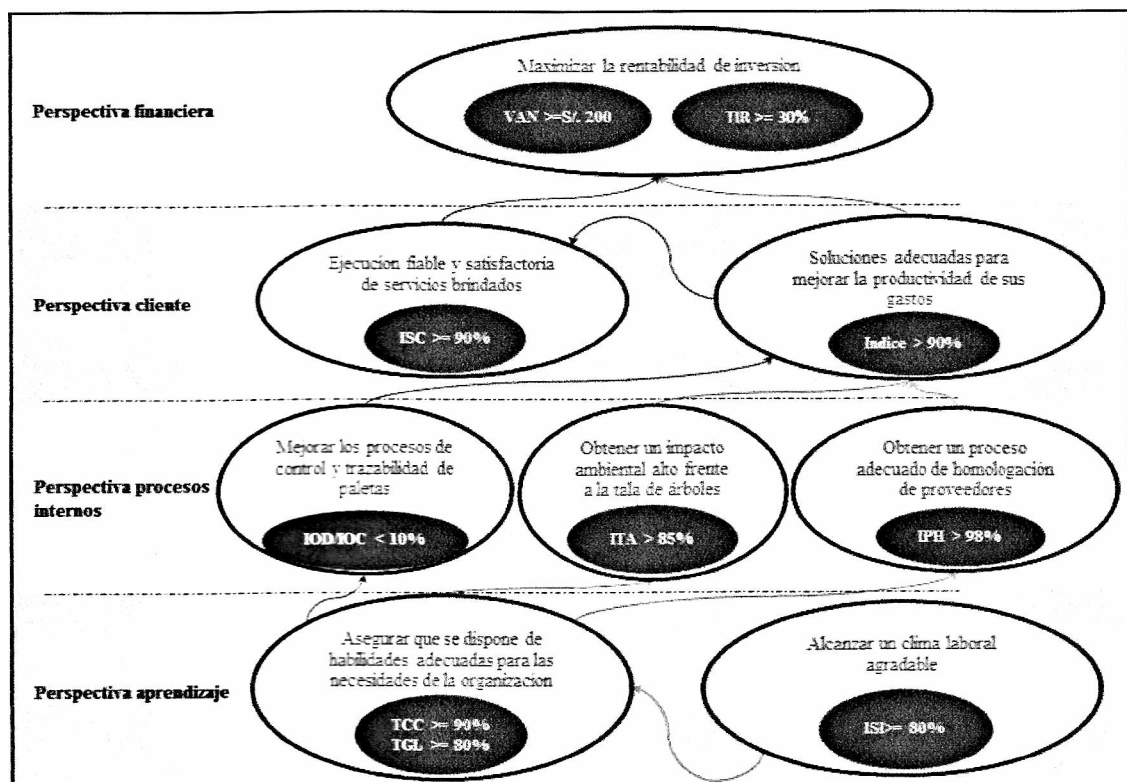 Maximizar la rentabilidad de inversion
Perspectiva financiera
VAN >=S/. 200
TIR >= 30%
Ejecucion fiable y satisfactoria
de servicios brindados
ISC >= 90%
Soluciones adecuadas para
mejorar la productividad de sus
gastos
Indice > 90%
Perspectiva cliente
Mejorar los procesos de
control y trazabilidad de
paletas
IOD/IOC < 10%
Obtener un impacto
ambiental alto frente
a la tala de árboles
ITA > 85%
Obtener un proceso
adecuado de homologación
de proveedores
IPH > 98%
Perspectiva procesos
internos
Asegurar que se dispone de
habilidades adecuadas para las
necesidades de la organizacion
TCC >= 90%
TGL >= 80%
Alcanzar un clima laboral
agradable
ISI>= 80%
Perspectiva aprendizaje